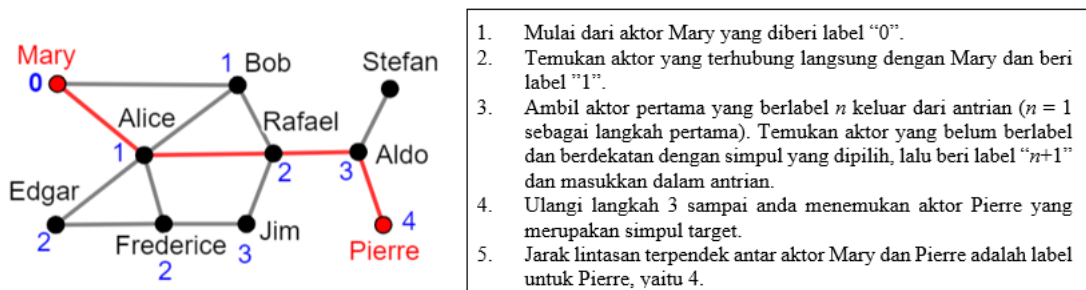 Mary
0
1 Bob
Stefan
Alice
Rafael
1
2
3
Aldo
Edgar
2
Frederice
2
Jim
3
4
Pierre
1. Mulai dari aktor Mary yang diberi label “0”.
2. Temukan aktor yang terhubung langsung dengan Mary dan beri
label ”1”.
3. Ambil aktor pertama yang berlabel n keluar dari antrian (n = 1
sebagai langkah pertama). Temukan aktor yang belum berlabel
dan berdekatan dengan simpul yang dipilih, lalu beri label “n+1”
dan masukkan dalam antrian.
4. Ulangi langkah 3 sampai anda menemukan aktor Pierre yang
merupakan simpul target.
5. Jarak lintasan terpendek antar aktor Mary dan Pierre adalah label
untuk Pierre, yaitu 4.